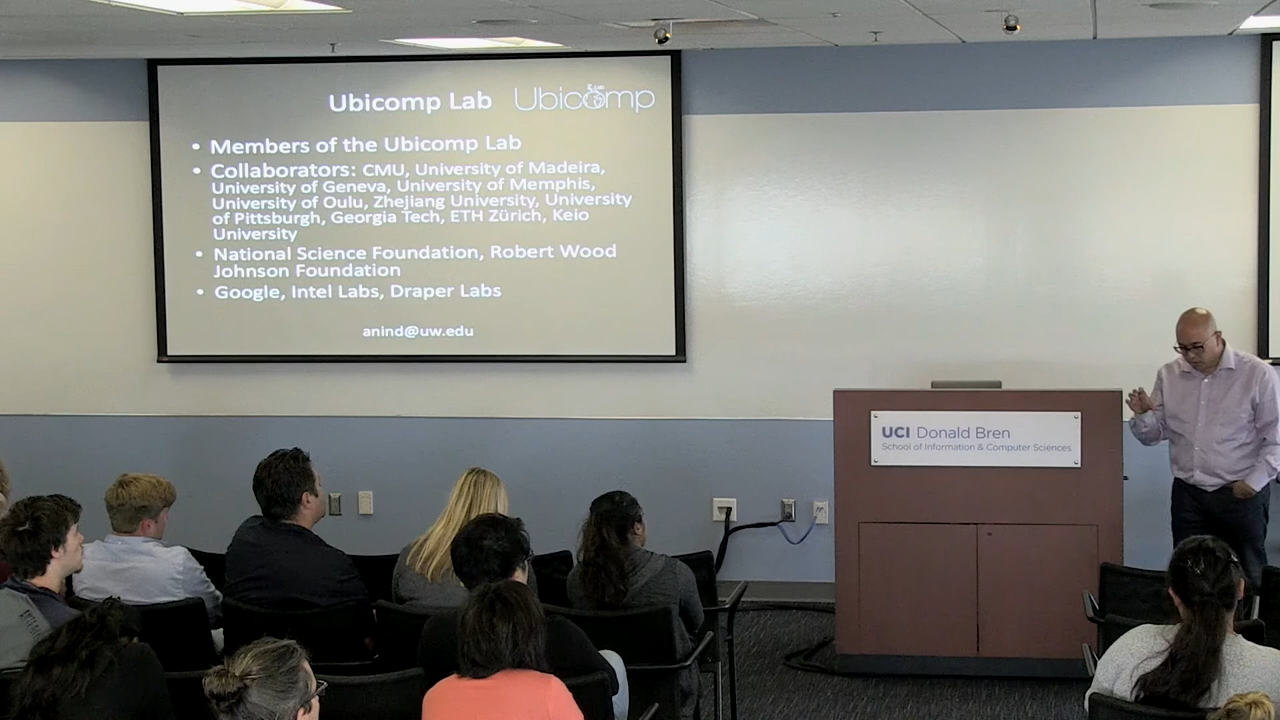 Ubicomp Lab Ubicomp
• Members of the Ubicomp Lab
• Collaborators: CMU, University of Madeira,
University of Geneva, University of Memphis,
University of Oulu, Zhejiang University, University
of Pittsburgh, Georgia Tech, ETH Zürich, Keio
University
• National Science Foundation, Robert Wood
Johnson Foundation
• Google, Intel Labs, Draper Labs
anind@uw.edu
UCI Donald Bren
School of Information & Computer Sciences